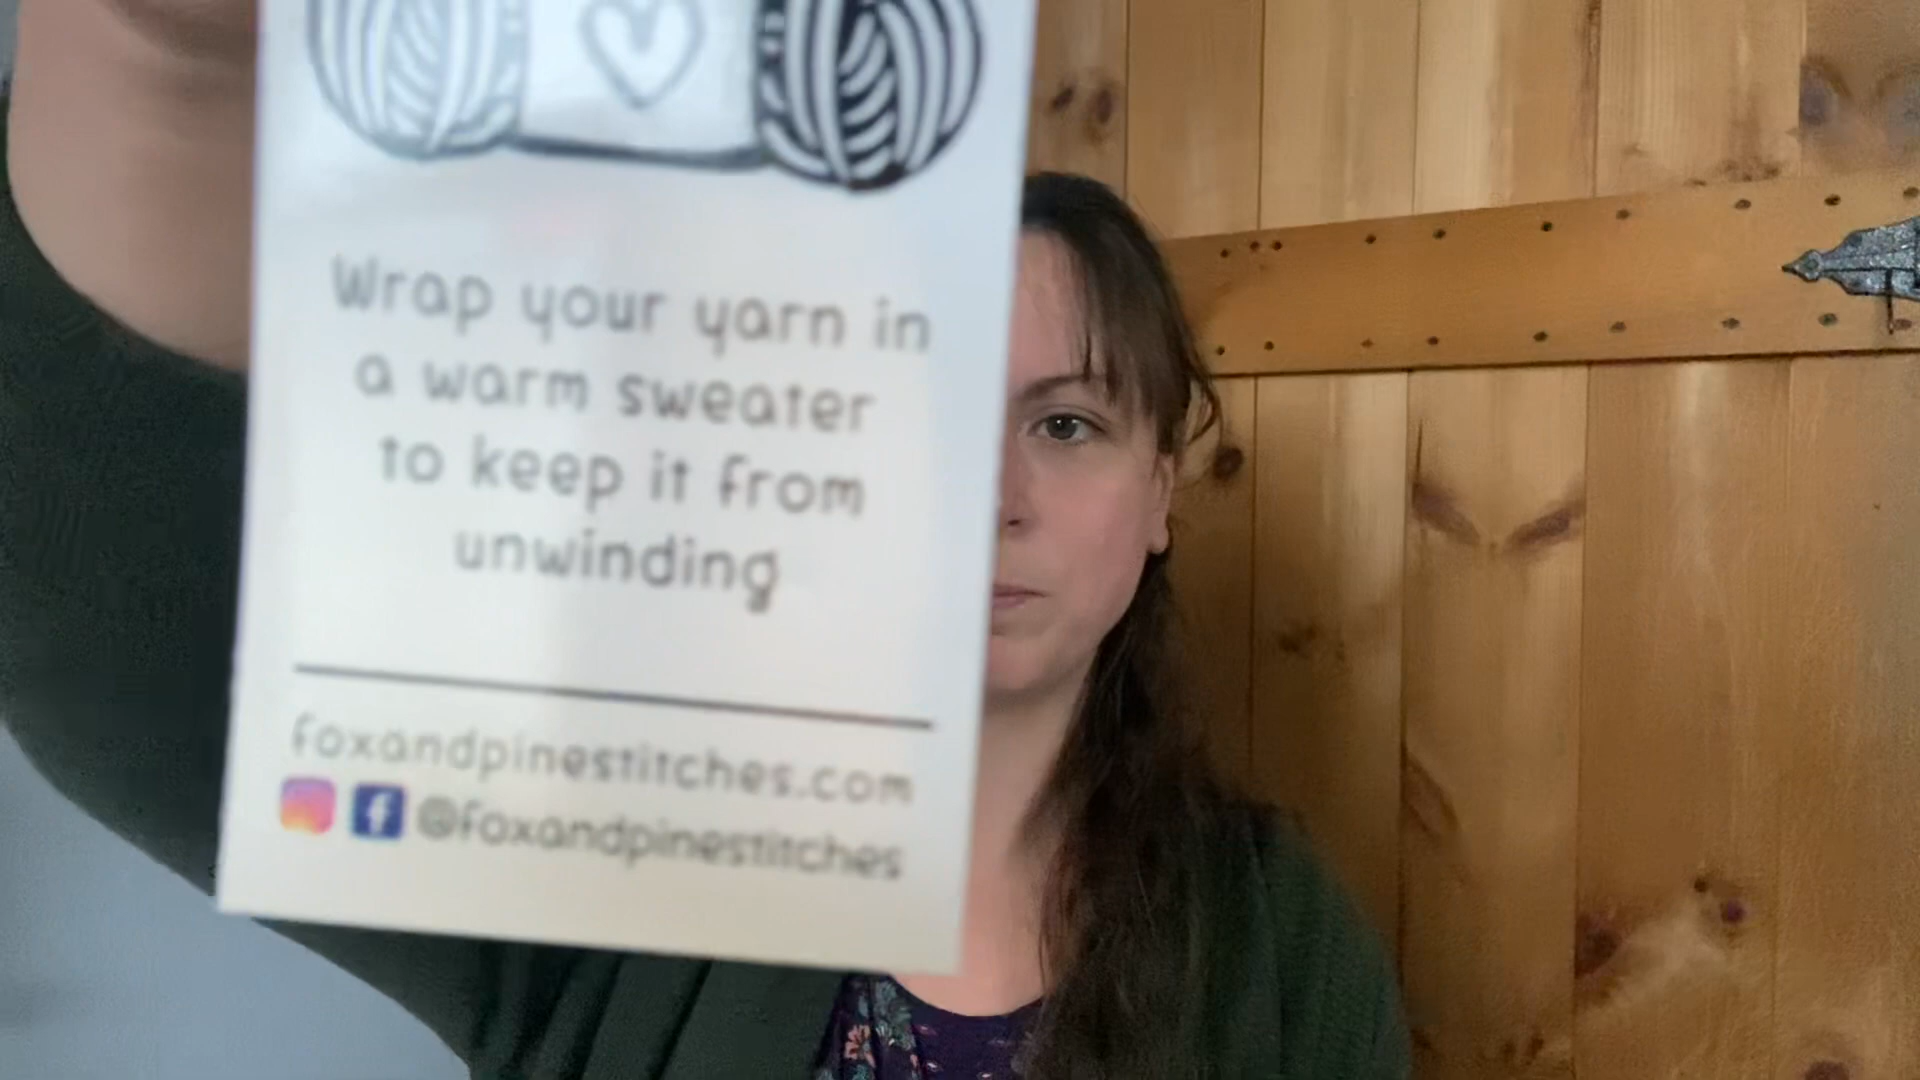 Wrap your yarn in
a warm sweater
to keep it from
unwinding
foxandpinestitches.com
@foxandpinestitches